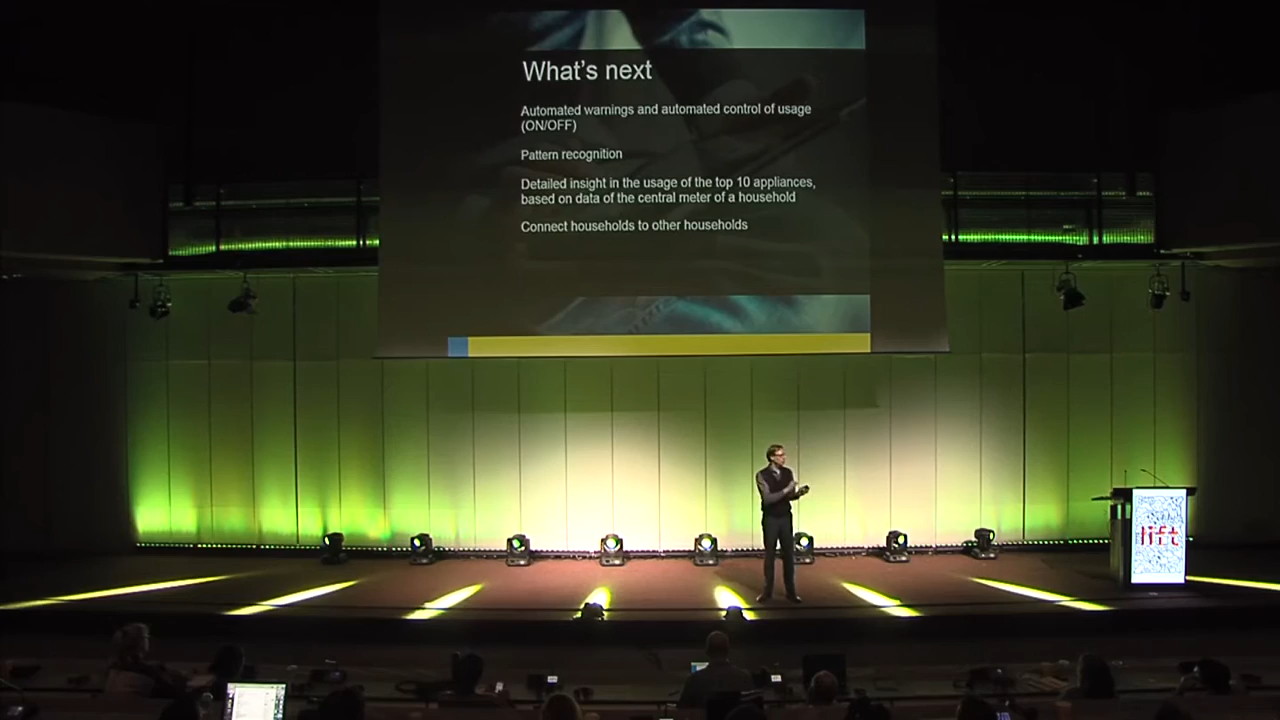 What's next
Automated warnings and automated control of usage
(ON/OFF)
Pattern recognition
Detailed insight in the usage of the top 10 appliances,
based on data of the central meter of a household
Connect households to other households
lift